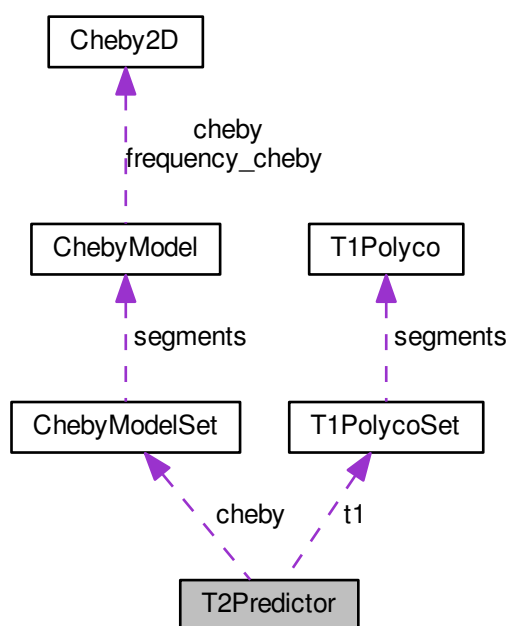 Cheby2D
cheby
frequency_cheby
ChebyModel
T1Polyco
segments
segments
ChebyModelSet
T1PolycoSet
cheby
t1
T2Predictor